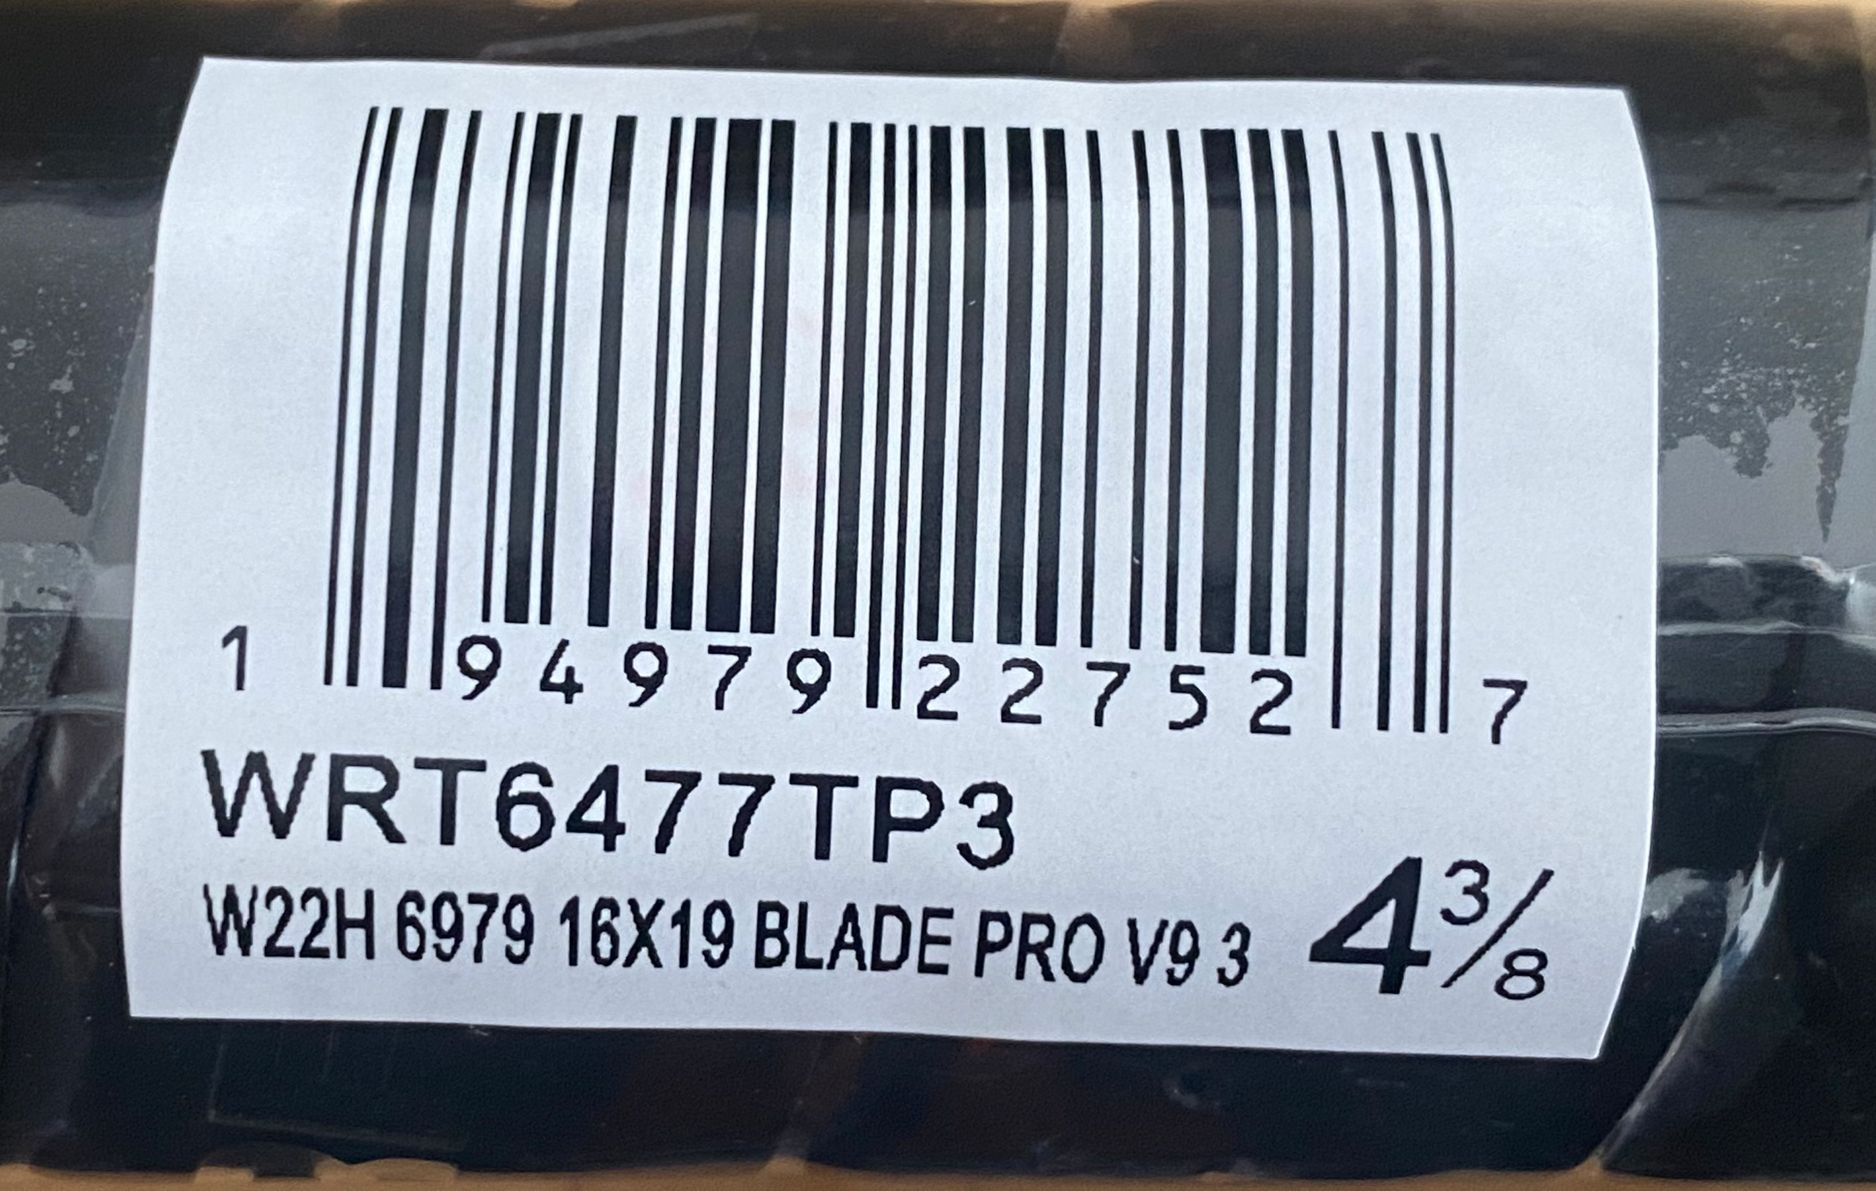 1 94979 22752 7
WRT6477TP3
W22H 6979 16X19 BLADE PRO V9 3 4 3/8